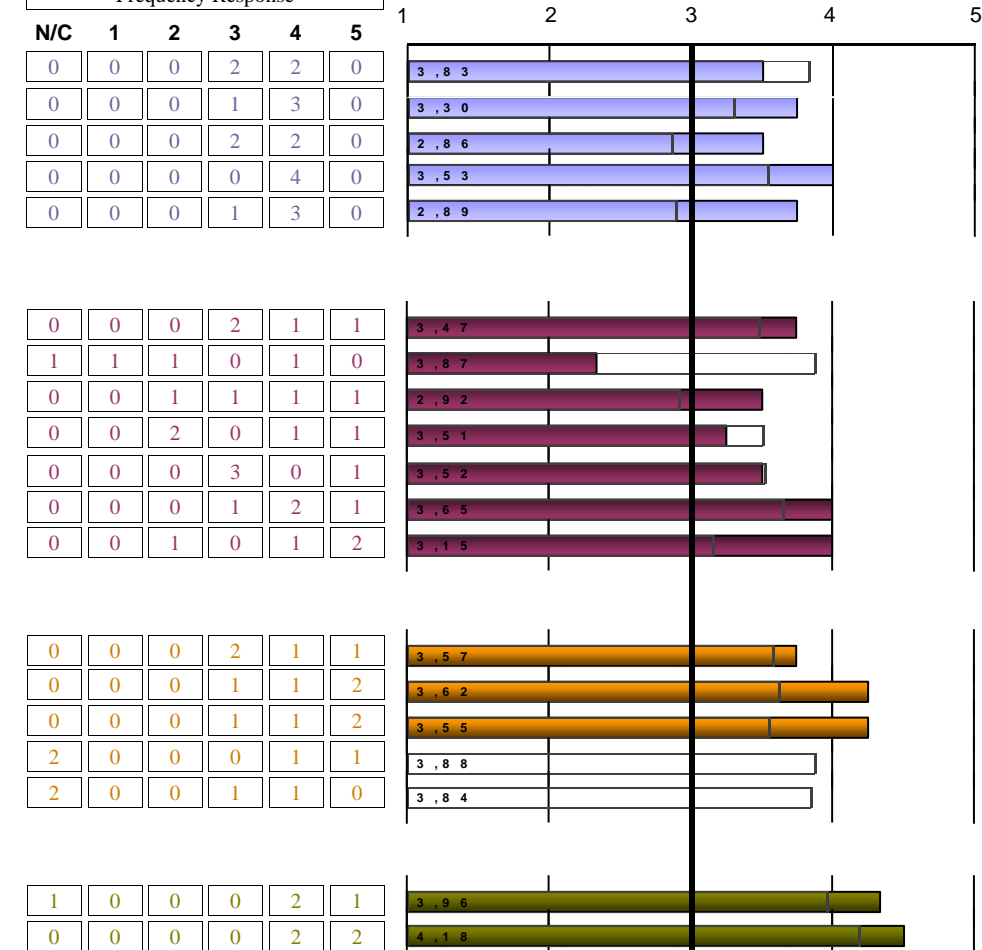 Frequency Response
1 2 3 4 5
N/C 1 2 3 4 5
0 0 0 2 2 0 3,83
0 0 0 1 3 0 3,30
0 0 0 2 2 0 2,86
0 0 0 0 4 0 3,53
0 0 0 1 3 0 2,89
0 0 0 2 1 1 3,47
1 1 1 0 1 0 3,87
0 0 1 1 1 1 2,92
0 0 2 0 1 1 3,51
0 0 0 3 0 1 3,52
0 0 0 1 2 1 3,65
0 0 1 0 1 2 3,15
0 0 0 2 1 1 3,57
0 0 0 1 1 2 3,62
0 0 0 1 1 2 3,55
2 0 0 0 1 1 3,88
2 0 0 1 1 0 3,84
1 0 0 0 2 1 3,96
0 0 0 0 2 2 4,18